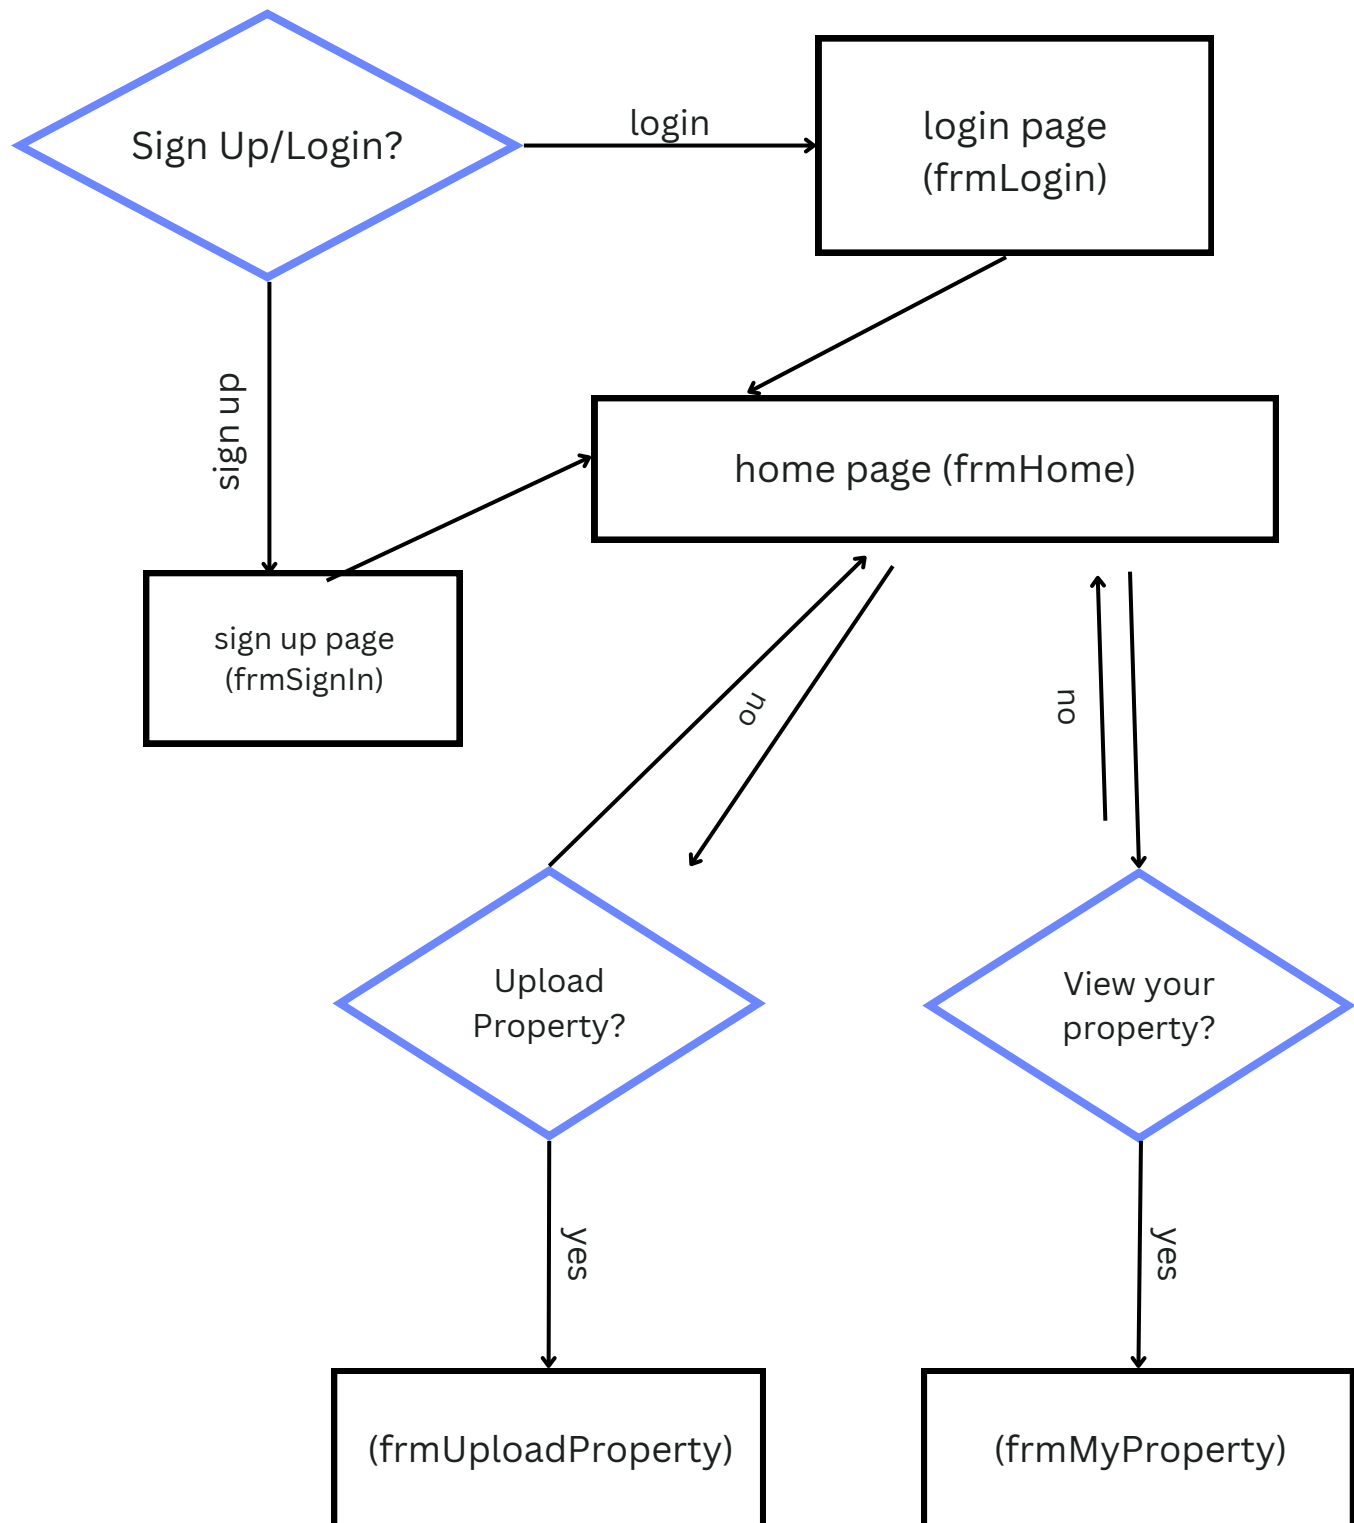 Sign Up/Login?
login
login page
(frmLogin)
sign up
home page (frmHome)
sign up page
(frmSignIn)
no
no
Upload
Property?
View your
property?
yes
yes
(frmUploadProperty)
(frmMyProperty)